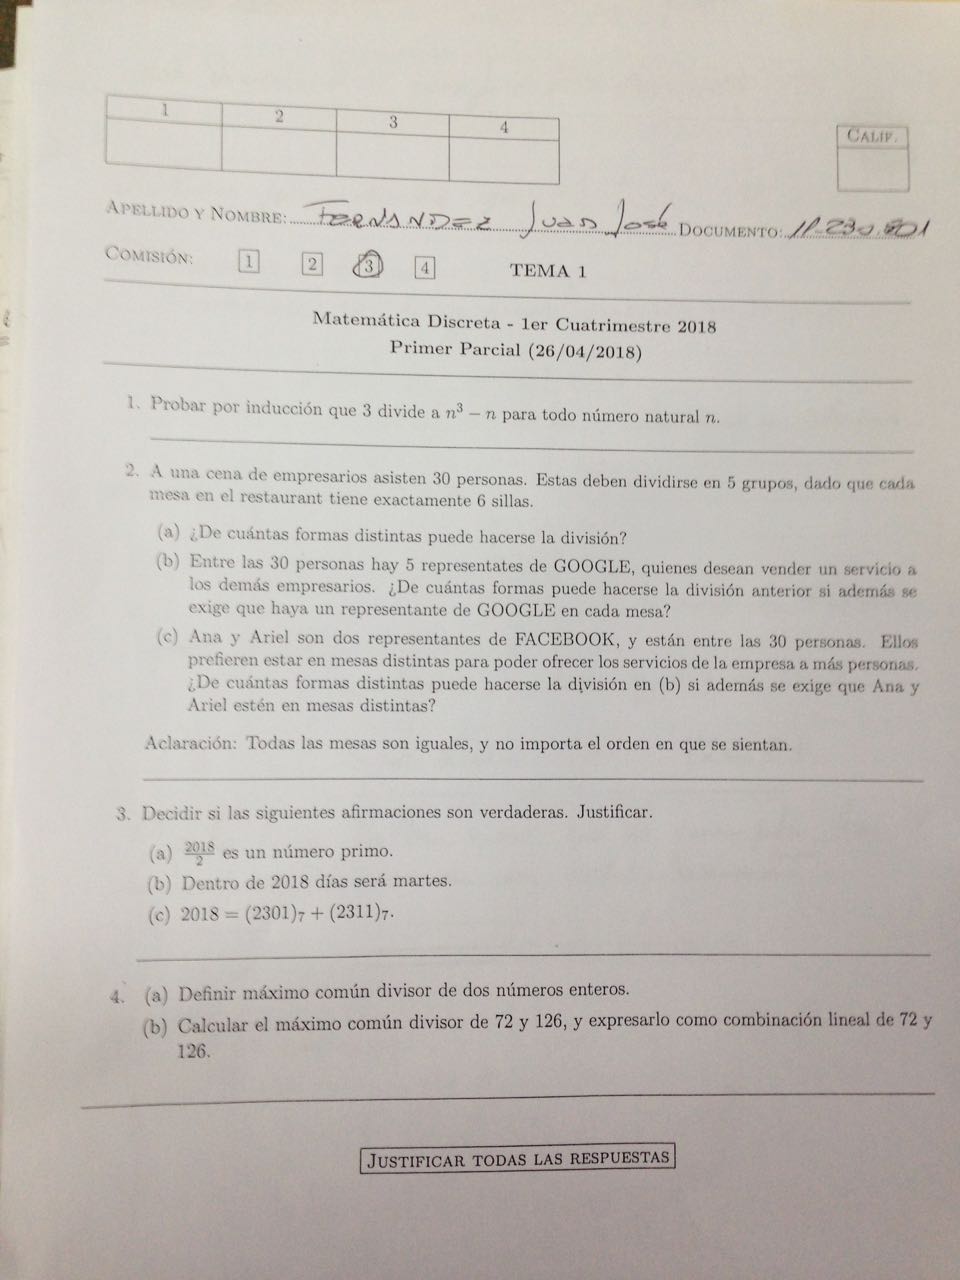 1 2 3 4
CALIF.
APELLIDO Y NOMBRE: FERNANDEZ JUAN JOSÉ DOCUMENTO:
COMISIÓN: 1 2 3 4 TEMA 1
Matemática Discreta - 1er Cuatrimestre 2018
Primer Parcial (26/04/2018)
1. Probar por inducción que 3 divide a n³ − n para todo número natural n.
2. A una cena de empresarios asisten 30 personas. Estas deben dividirse en 5 grupos, dado que cada
mesa en el restaurant tiene exactamente 6 sillas.
(a) ¿De cuántas formas distintas puede hacerse la división?
(b) Entre las 30 personas hay 5 representates de GOOGLE, quienes desean vender un servicio a
los demás empresarios. ¿De cuántas formas puede hacerse la división anterior si además se
exige que haya un representante de GOOGLE en cada mesa?
(c) Ana y Ariel son dos representantes de FACEBOOK, y están entre las 30 personas. Ellos
prefieren estar en mesas distintas para poder ofrecer los servicios de la empresa a más personas.
¿De cuántas formas distintas puede hacerse la división en (b) si además se exige que Ana y
Ariel estén en mesas distintas?
Aclaración: Todas las mesas son iguales, y no importa el orden en que se sientan.
3. Decidir si las siguientes afirmaciones son verdaderas. Justificar.
(a) 2018/2 es un número primo.
(b) Dentro de 2018 días será martes.
(c) 2018 = (2301)₇ + (2311)₇.
4. (a) Definir máximo común divisor de dos números enteros.
(b) Calcular el máximo común divisor de 72 y 126, y expresarlo como combinación lineal de 72 y
126.
JUSTIFICAR TODAS LAS RESPUESTAS